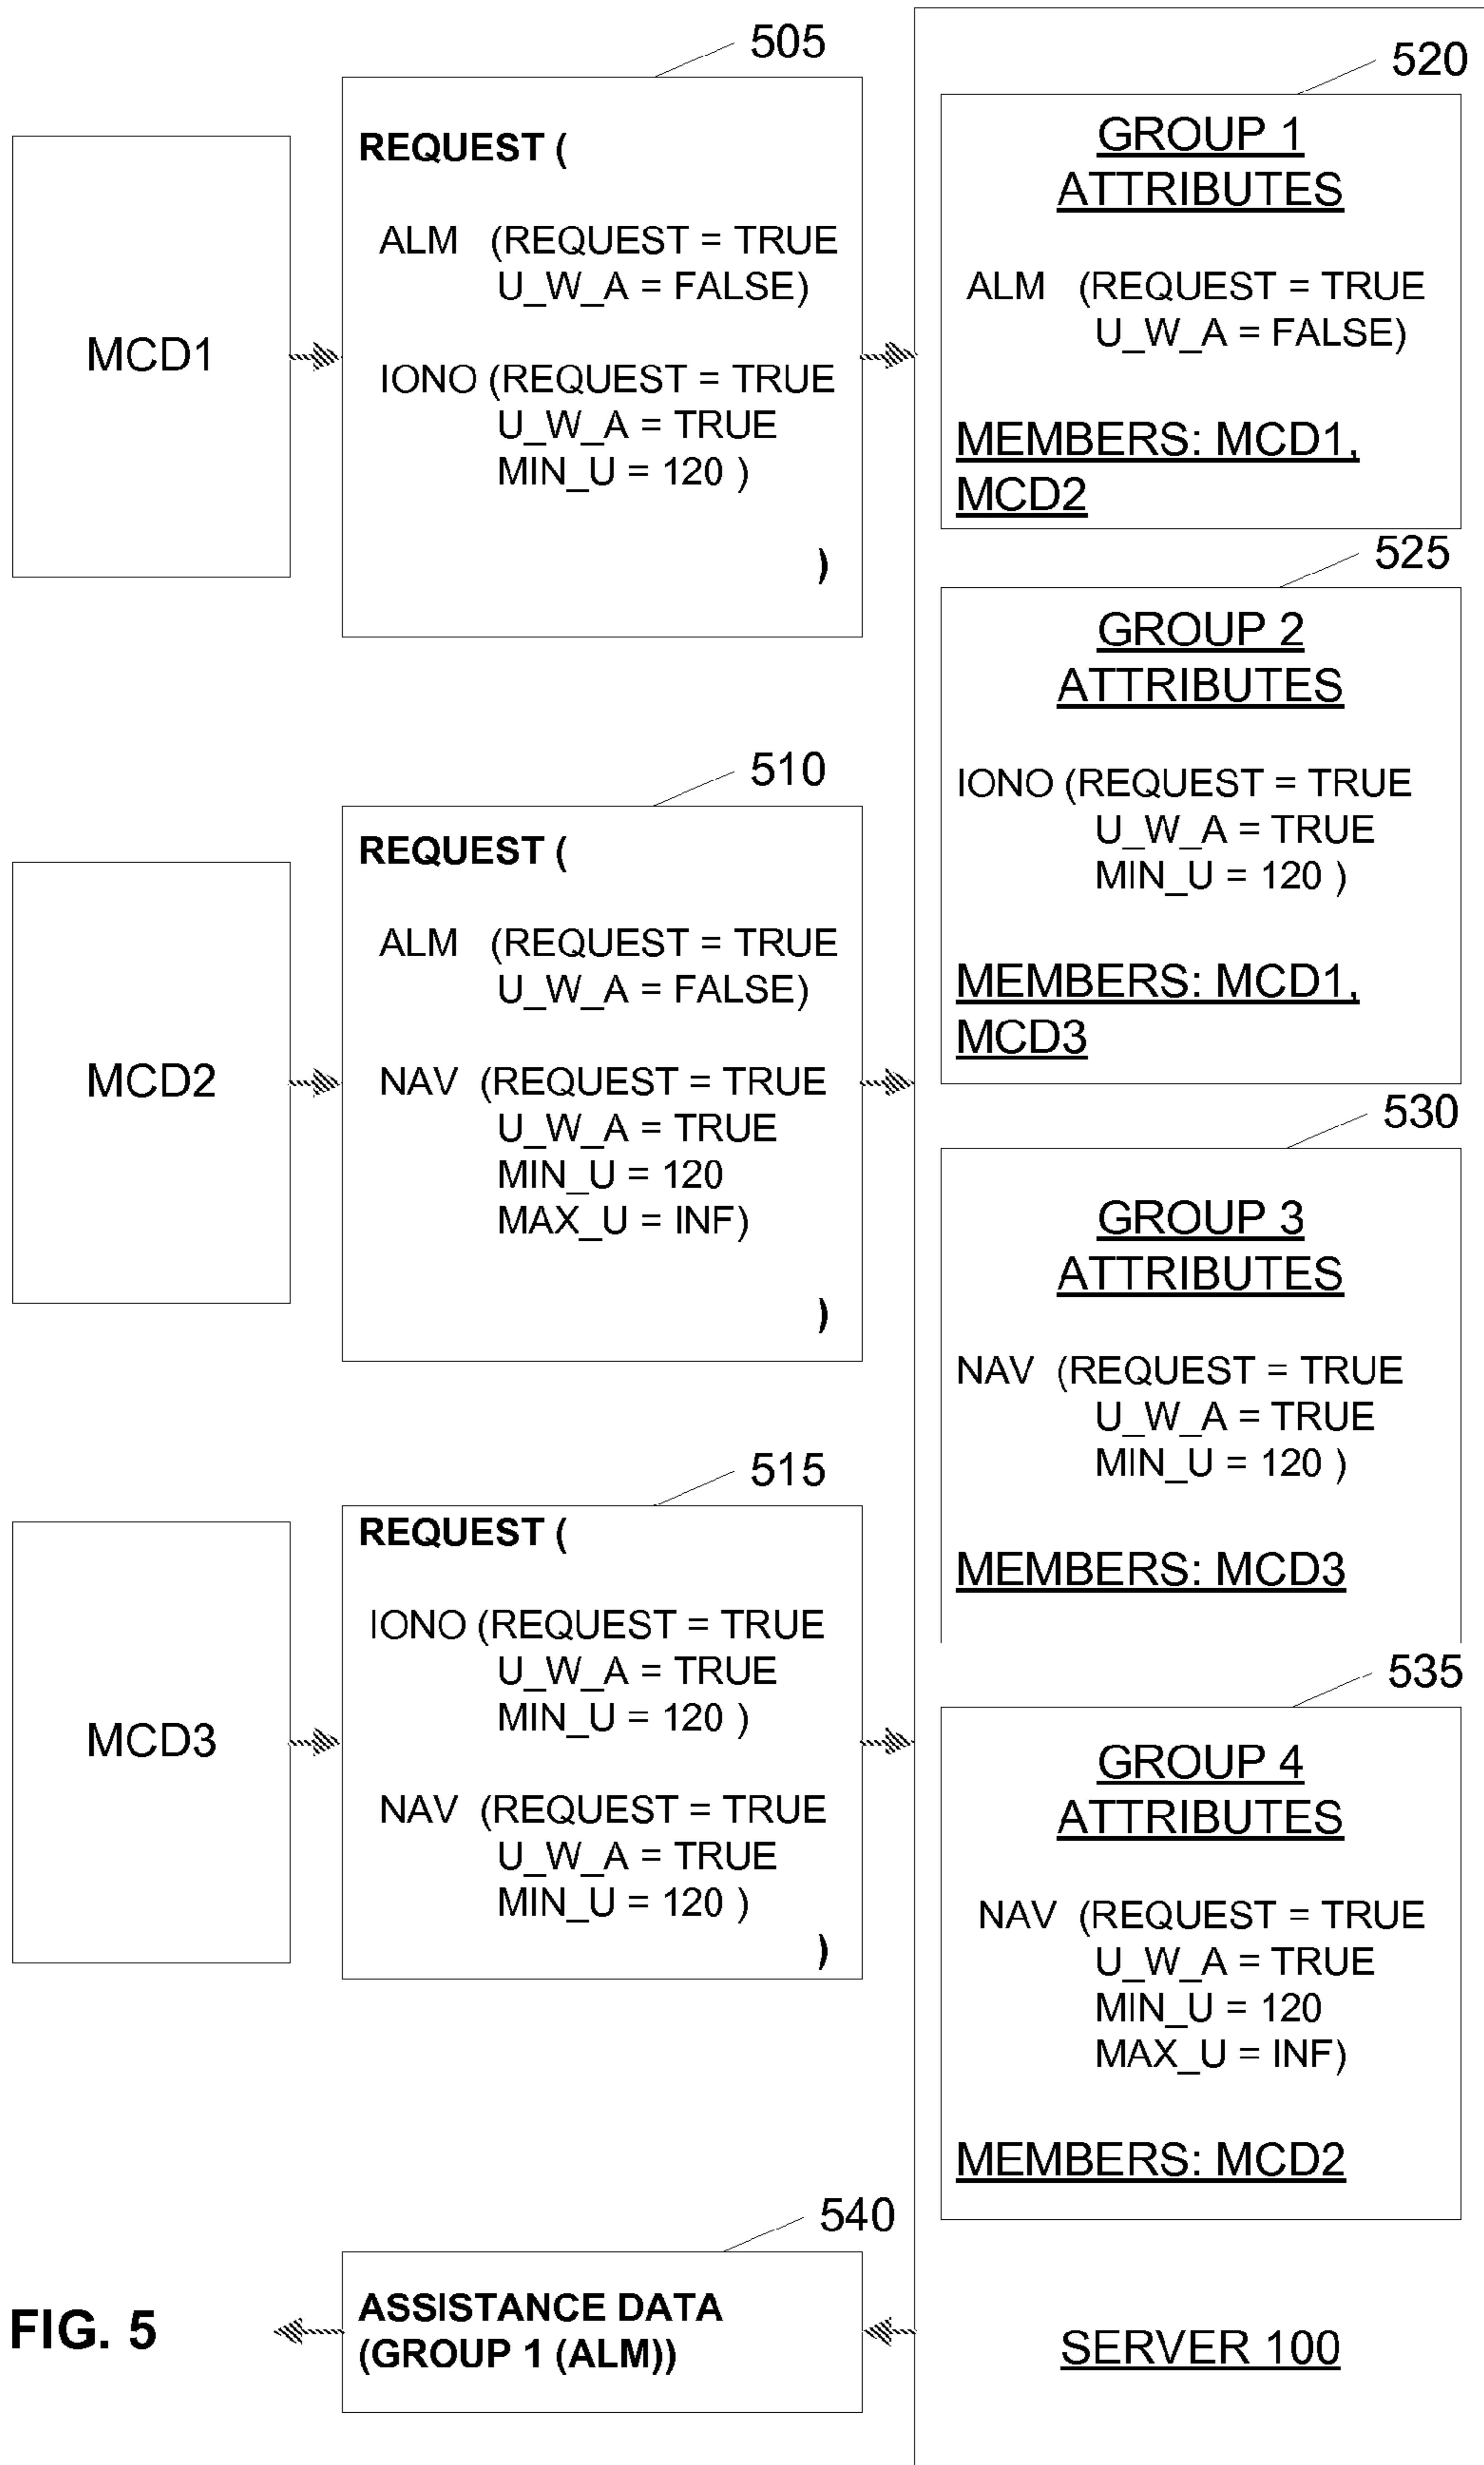 505
MCD1
REQUEST (
ALM (REQUEST = TRUE
U_W_A = FALSE)
IONO (REQUEST = TRUE
U_W_A = TRUE
MIN_U = 120 )
)
510
MCD2
REQUEST (
ALM (REQUEST = TRUE
U_W_A = FALSE)
NAV (REQUEST = TRUE
U_W_A = TRUE
MIN_U = 120
MAX_U = INF)
)
515
MCD3
REQUEST (
IONO (REQUEST = TRUE
U_W_A = TRUE
MIN_U = 120 )
NAV (REQUEST = TRUE
U_W_A = TRUE
MIN_U = 120 )
)
520
GROUP 1
ATTRIBUTES
ALM (REQUEST = TRUE
U_W_A = FALSE)
MEMBERS: MCD1,
MCD2
525
GROUP 2
ATTRIBUTES
IONO (REQUEST = TRUE
U_W_A = TRUE
MIN_U = 120 )
MEMBERS: MCD1,
MCD3
530
GROUP 3
ATTRIBUTES
NAV (REQUEST = TRUE
U_W_A = TRUE
MIN_U = 120 )
MEMBERS: MCD3
535
GROUP 4
ATTRIBUTES
NAV (REQUEST = TRUE
U_W_A = TRUE
MIN_U = 120
MAX_U = INF)
MEMBERS: MCD2
540
ASSISTANCE DATA
(GROUP 1 (ALM))
SERVER 100
FIG. 5